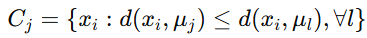 C_j = \{x_i : d(x_i, \mu_j) \leq d(x_i, \mu_l), \forall l\}